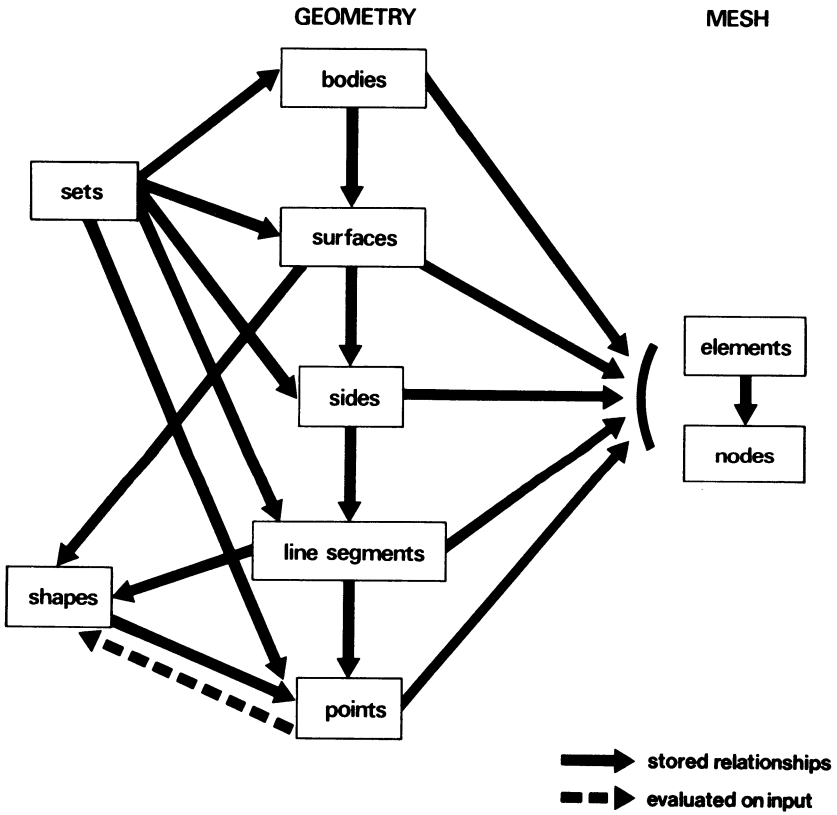 GEOMETRY
MESH
bodies
sets
surfaces
elements
sides
nodes
line segments
shapes
points
stored relationships
evaluated on input